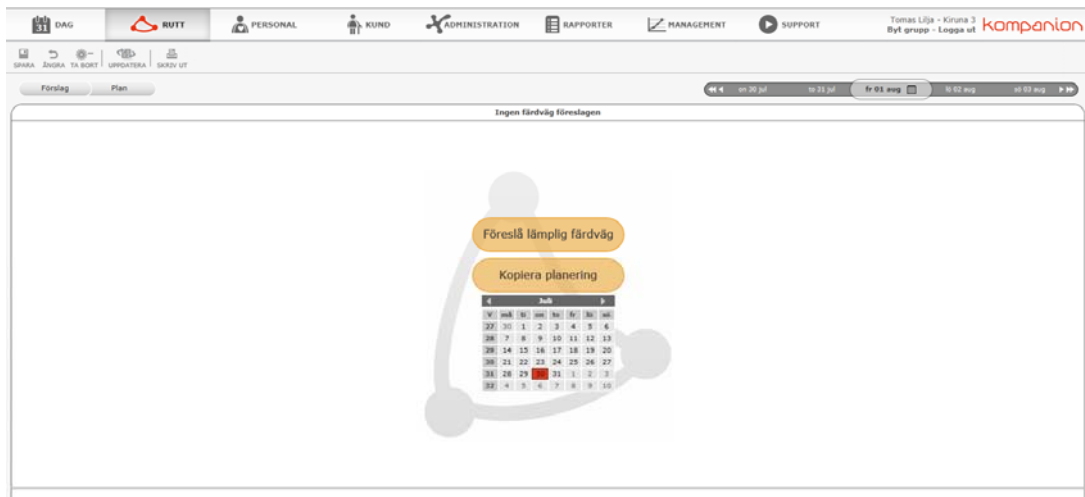 31 DAG RUTT PERSONAL KUND ADMINISTRATION RAPPORTER MANAGEMENT SUPPORT Tomas Lilja - Kiruna 3 kompanion
Byt grupp - Logga ut
SPARA ÅNGRA TA BORT UPPDATERA SKRIV UT
Förslag Plan on 30 jul to 31 jul fr 01 aug lö 02 aug sö 03 aug
Ingen färdväg föreslagen
Föreslå lämplig färdväg
Kopiera planering
Juli
V må ti on to fr lö sö
27 30 1 2 3 4 5 6
28 7 8 9 10 11 12 13
29 14 15 16 17 18 19 20
30 21 22 23 24 25 26 27
31 28 29 30 31 1 2 3
32 4 5 6 7 8 9 10